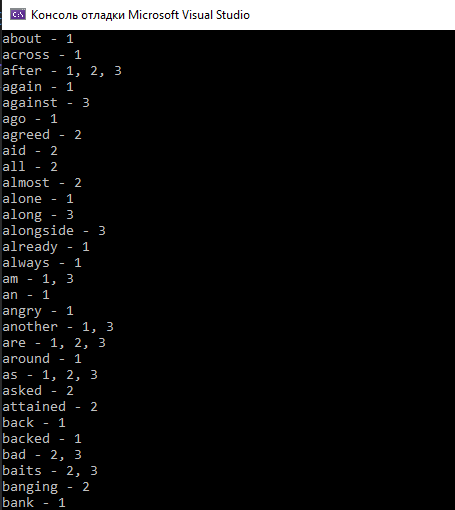 Консоль отладки Microsoft Visual Studio
about - 1
across - 1
after - 1, 2, 3
again - 1
against - 3
ago - 1
agreed - 2
aid - 2
all - 2
almost - 2
alone - 1
along - 3
alongside - 3
already - 1
always - 1
am - 1, 3
an - 1
angry - 1
another - 1, 3
are - 1, 2, 3
around - 1
as - 1, 2, 3
asked - 2
attained - 2
back - 1
backed - 1
bad - 2, 3
baits - 2, 3
banging - 2
bank - 1